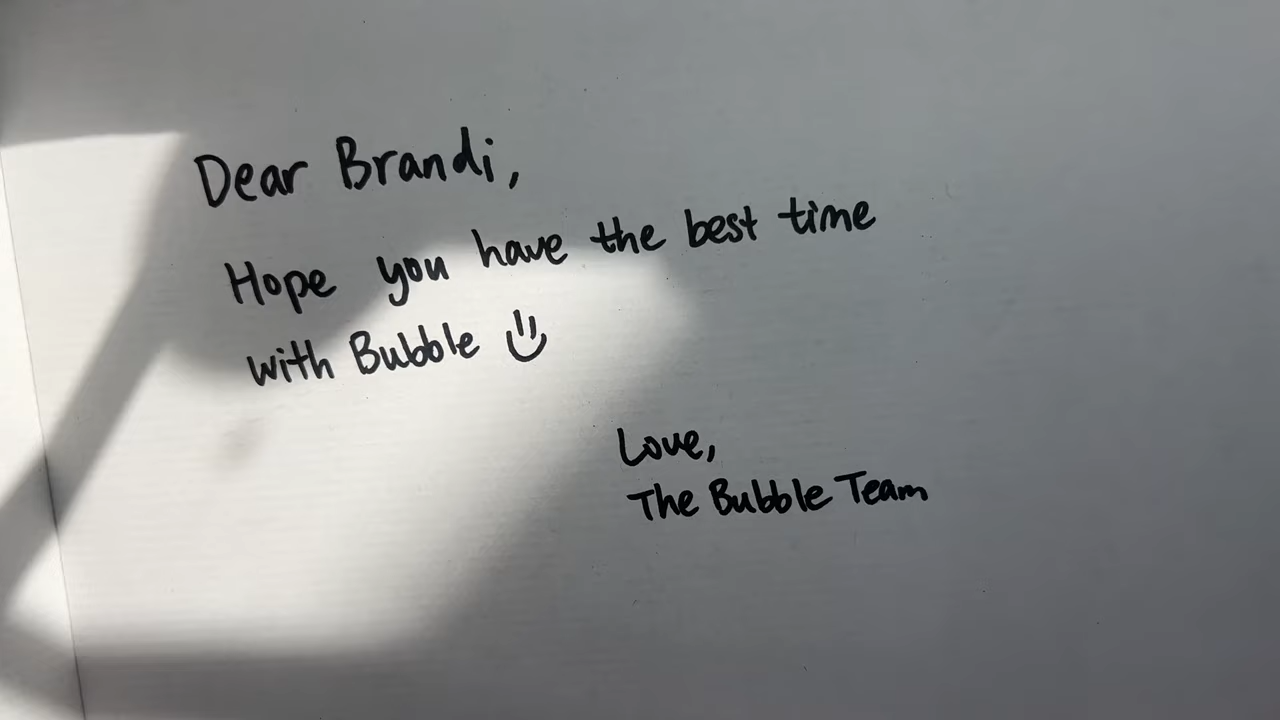 Dear Brandi,
Hope you have the best time
with Bubble
Love,
The Bubble Team